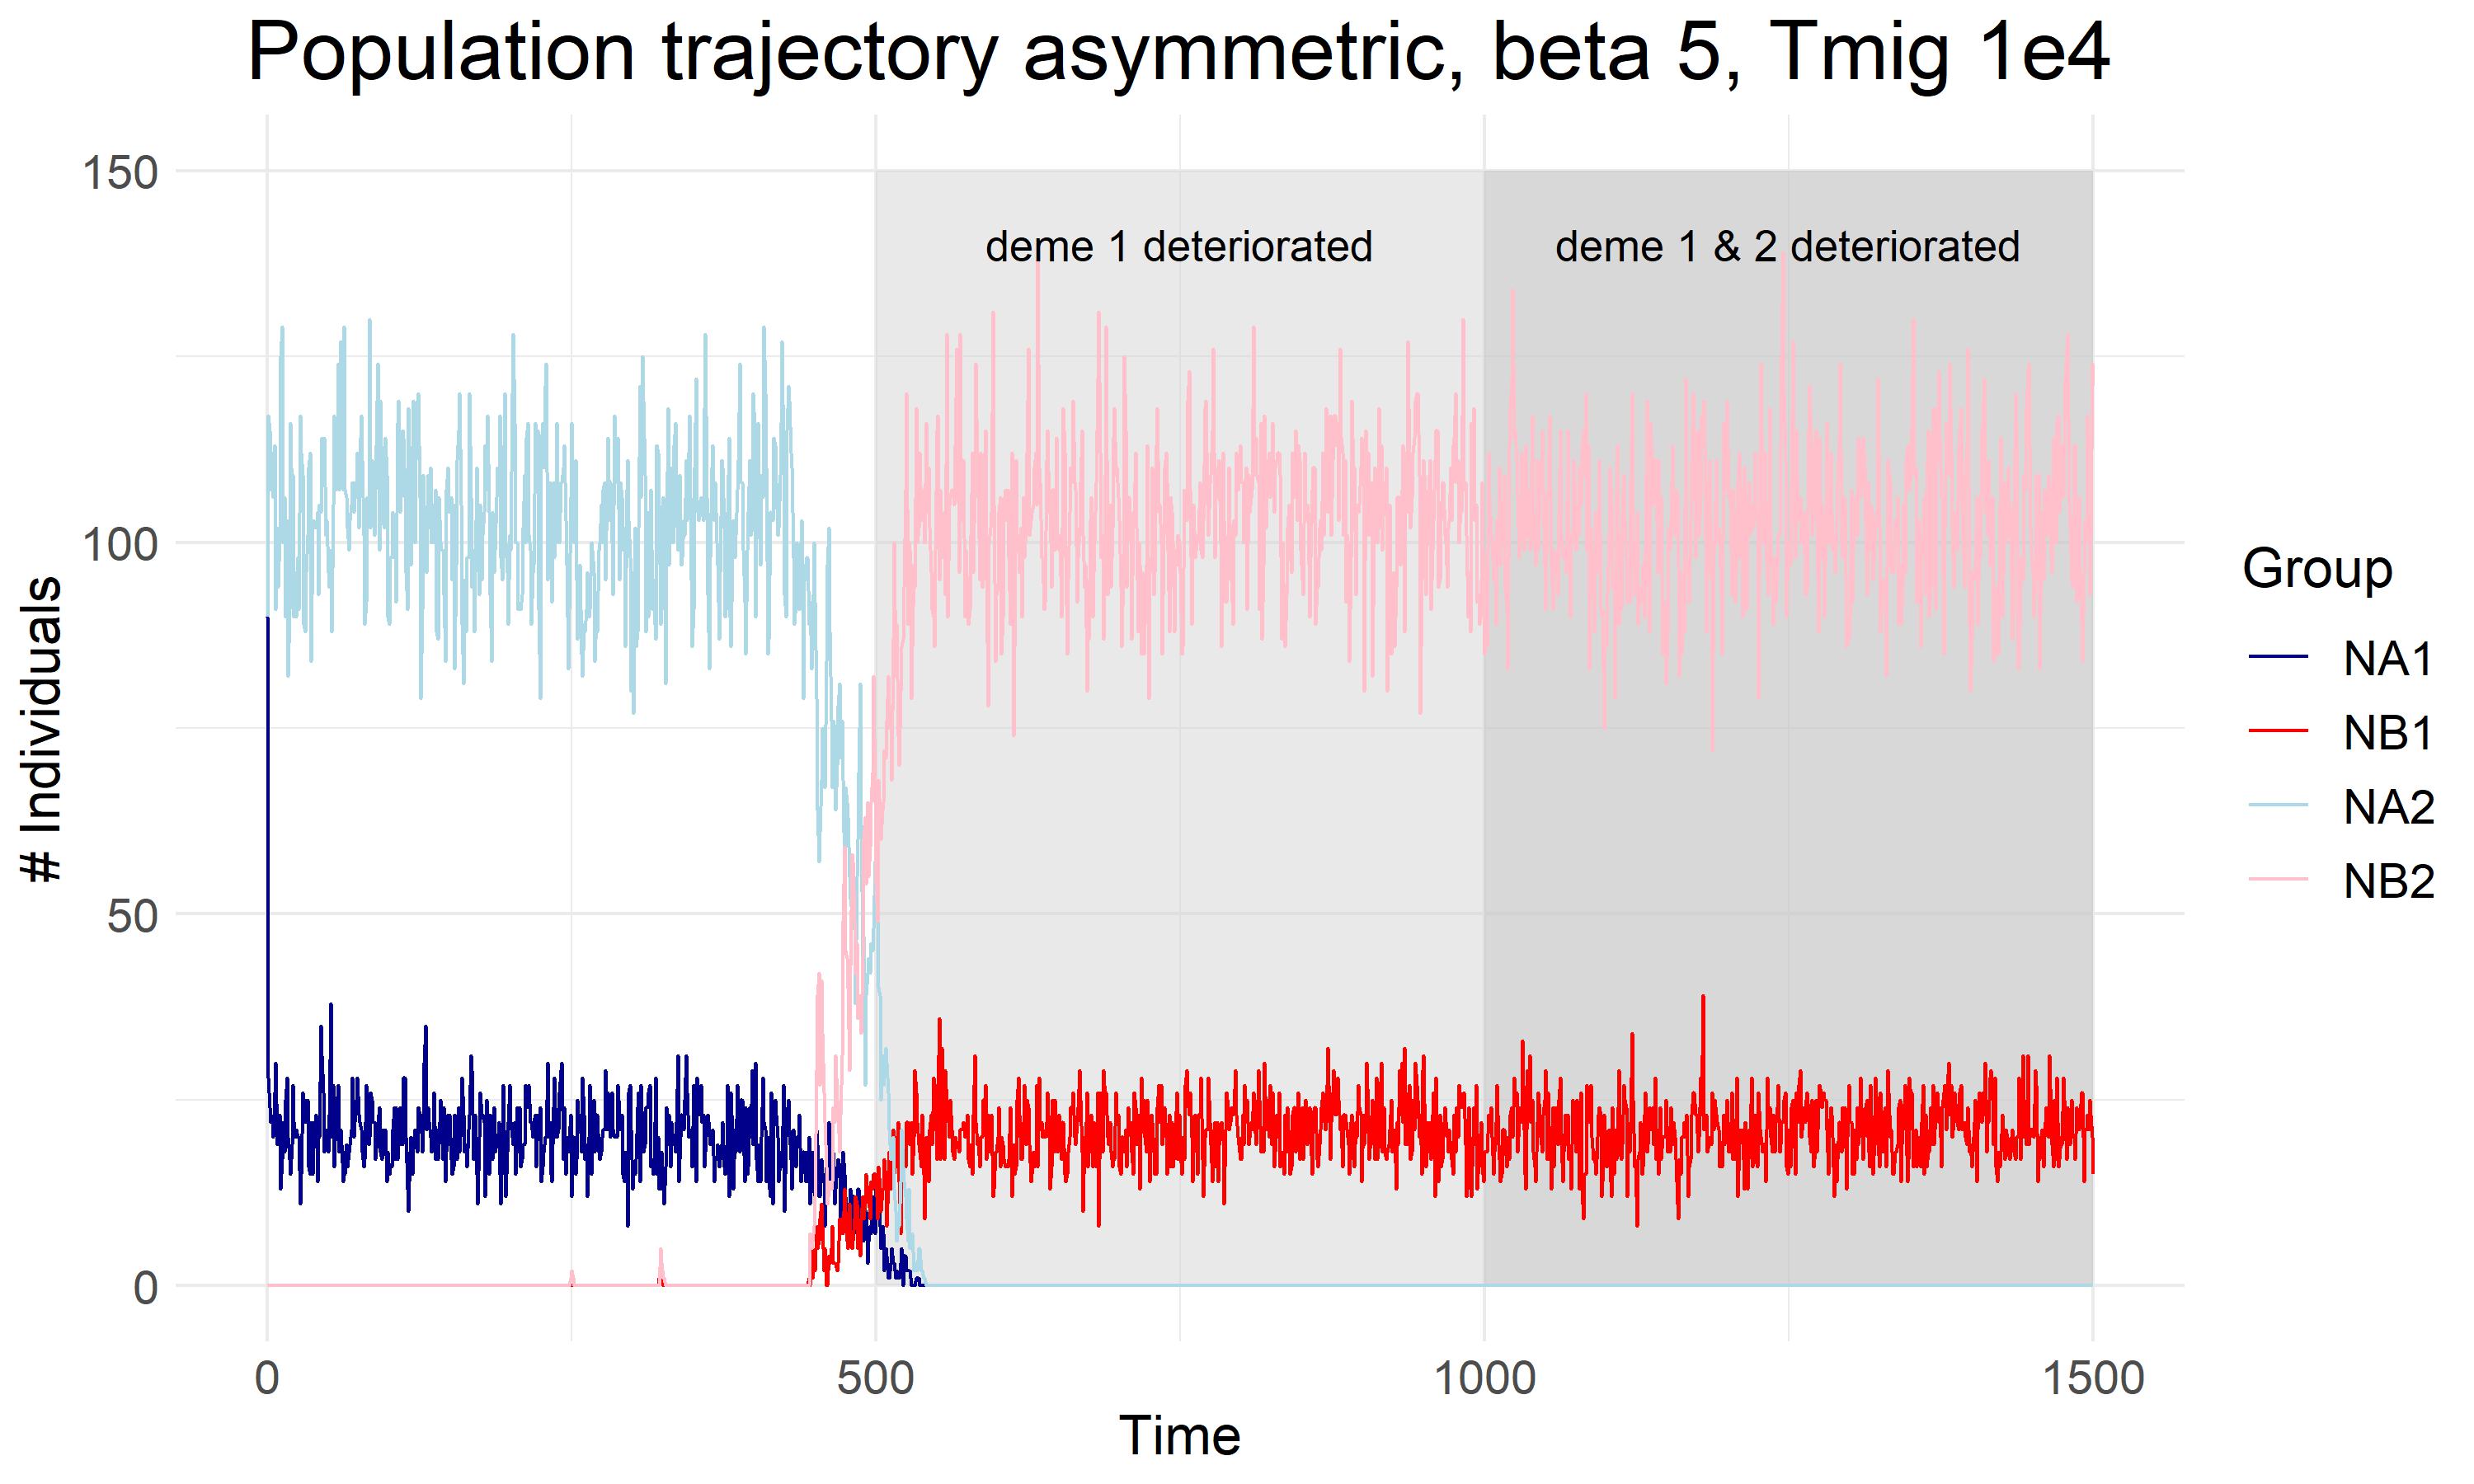 Population trajectory asymmetric, beta 5, Tmig 1e4
150
100
50
0
# Individuals
deme 1 deteriorated
deme 1 & 2 deteriorated
0
500
1000
1500
Time
Group
NA1
NB1
NA2
NB2